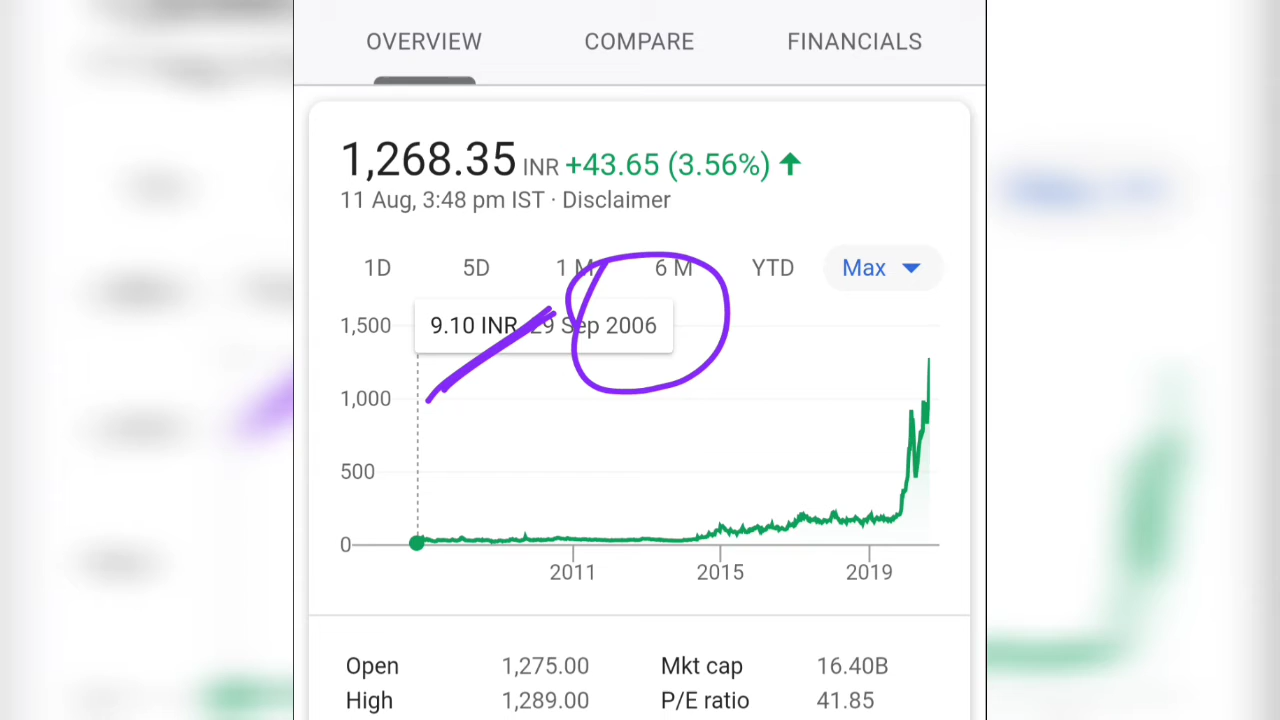 OVERVIEW COMPARE FINANCIALS
1,268.35 INR +43.65 (3.56%)
11 Aug, 3:48 pm IST · Disclaimer
1D 5D 1 M 6 M YTD Max
1,500
9.10 INR 29 Sep 2006
1,000
500
0
2011 2015 2019
Open 1,275.00 Mkt cap 16.40B
High 1,289.00 P/E ratio 41.85